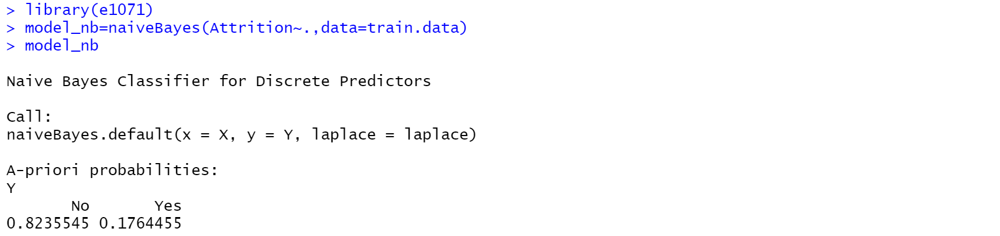 > library(e1071)
> model_nb=naiveBayes(Attrition~.,data=train.data)
> model_nb
Naive Bayes Classifier for Discrete Predictors
Call:
naiveBayes.default(x = X, y = Y, laplace = laplace)
A-priori probabilities:
Y
No Yes
0.8235545 0.1764455